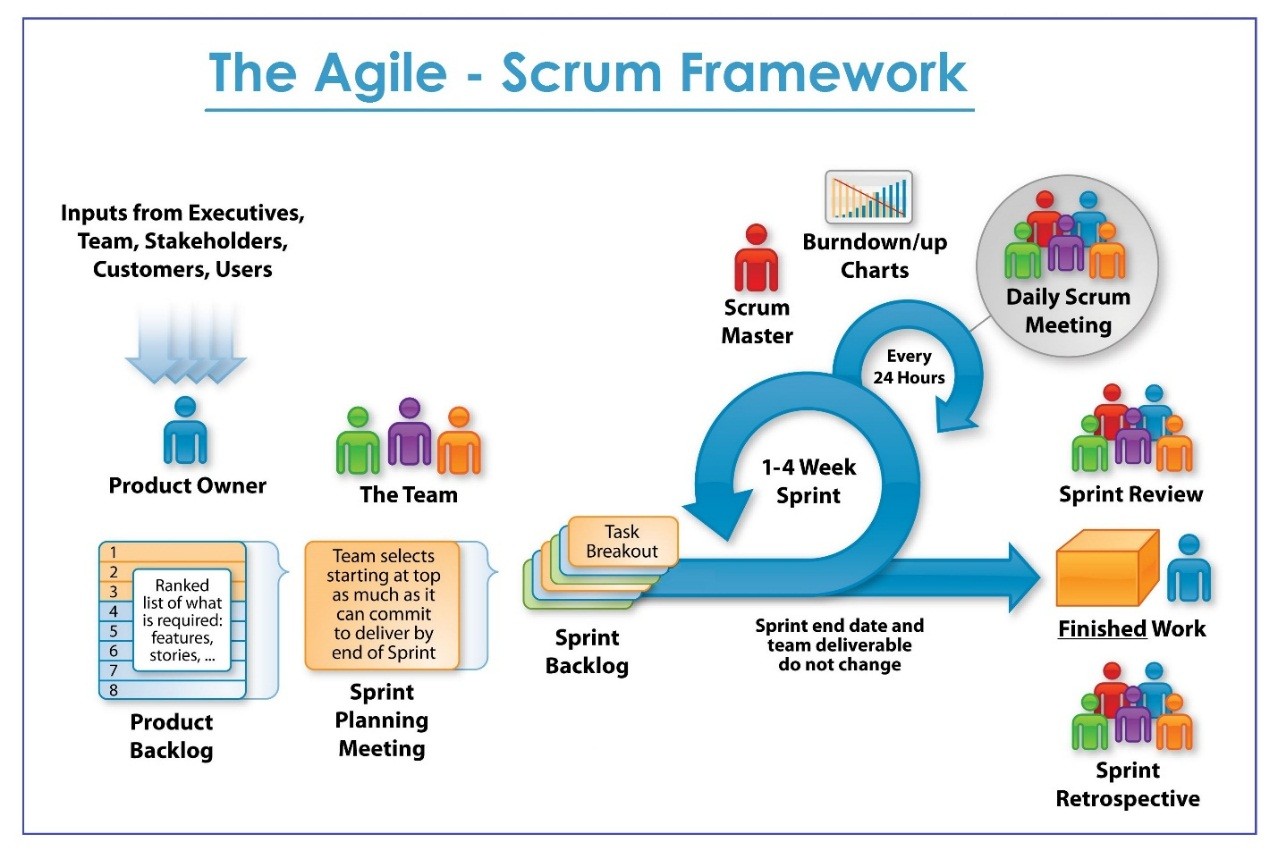 The Agile - Scrum Framework
Inputs from Executives,
Team, Stakeholders,
Customers, Users
Product Owner
The Team
1
2
3
4
5
6
7
8
Ranked
list of what
is required:
features,
stories, ...
Product
Backlog
Team selects
starting at top
as much as it
can commit
to deliver by
end of Sprint
Sprint
Planning
Meeting
Task
Breakout
Sprint
Backlog
Scrum
Master
Burndown/up
Charts
Daily Scrum
Meeting
Every
24 Hours
1-4 Week
Sprint
Sprint end date and
team deliverable
do not change
Sprint Review
Finished Work
Sprint
Retrospective